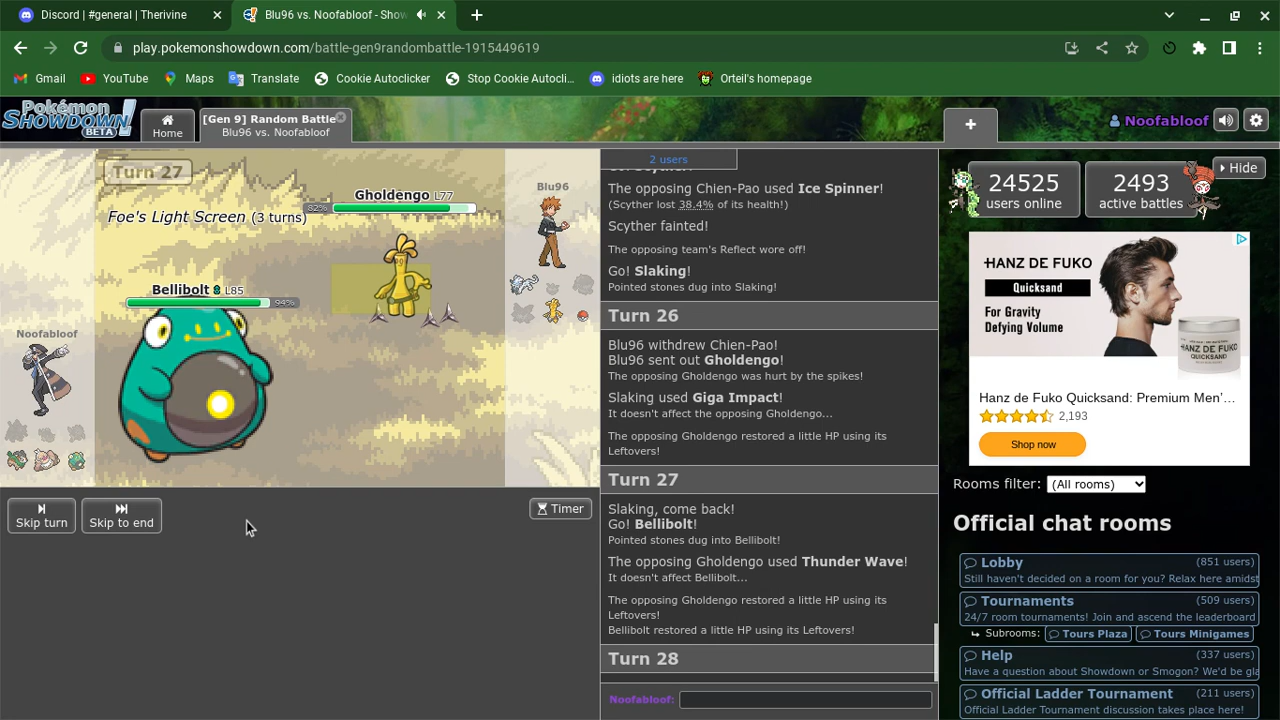 Discord | #general | Therivine
Blu96 vs. Noofabloof - Show
play.pokemonshowdown.com/battle-gen9randombattle-1915449619
Gmail YouTube Maps Translate Cookie Autoclicker Stop Cookie Autocli... idiots are here Orteil's homepage
Pokémon
SHOWDOWN!
BETA
Home
[Gen 9] Random Battle
Blu96 vs. Noofabloof
+
Noofabloof
Turn 27
Foe's Light Screen (3 turns)
Gholdengo L77
82%
Bellibolt L85
94%
Blu96
Noofabloof
Skip turn
Skip to end
Timer
2 users
The opposing Chien-Pao used Ice Spinner!
(Scyther lost 38.4% of its health!)
Scyther fainted!
The opposing team's Reflect wore off!
Go! Slaking!
Pointed stones dug into Slaking!
Turn 26
Blu96 withdrew Chien-Pao!
Blu96 sent out Gholdengo!
The opposing Gholdengo was hurt by the spikes!
Slaking used Giga Impact!
It doesn't affect the opposing Gholdengo...
The opposing Gholdengo restored a little HP using its
Leftovers!
Turn 27
Slaking, come back!
Go! Bellibolt!
Pointed stones dug into Bellibolt!
The opposing Gholdengo used Thunder Wave!
It doesn't affect Bellibolt...
The opposing Gholdengo restored a little HP using its
Leftovers!
Bellibolt restored a little HP using its Leftovers!
Turn 28
Noofabloof:
24525
users online
2493
active battles
Hide
HANZ DE FUKO
Quicksand
For Gravity
Defying Volume
HANZ DE FUKO
QUICKSAND
Hanz de Fuko Quicksand: Premium Men'...
2,193
Shop now
Rooms filter: (All rooms)
Official chat rooms
Lobby (851 users)
Still haven't decided on a room for you? Relax here amidst
Tournaments (509 users)
24/7 room tournaments! Join and ascend the leaderboard
Subrooms: Tours Plaza Tours Minigames
Help (337 users)
Have a question about Showdown or Smogon? We'd be gla
Official Ladder Tournament (211 users)
Official Ladder Tournament discussion takes place here!